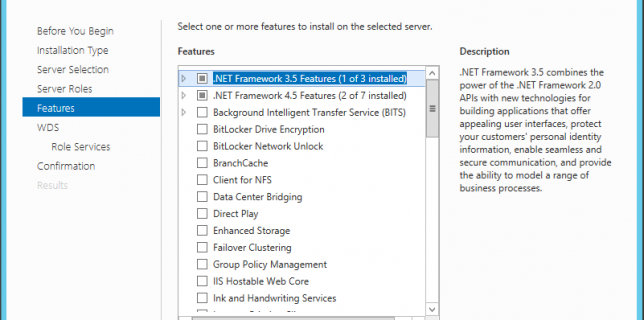 Before You Begin
Installation Type
Server Selection
Server Roles
Features
WDS
Role Services
Confirmation
Results
Select one or more features to install on the selected server.
Features
.NET Framework 3.5 Features (1 of 3 installed)
.NET Framework 4.5 Features (2 of 7 installed)
Background Intelligent Transfer Service (BITS)
BitLocker Drive Encryption
BitLocker Network Unlock
BranchCache
Client for NFS
Data Center Bridging
Direct Play
Enhanced Storage
Failover Clustering
Group Policy Management
IIS Hostable Web Core
Ink and Handwriting Services
Description
.NET Framework 3.5 combines the
power of the .NET Framework 2.0
APIs with new technologies for
building applications that offer
appealing user interfaces, protect
your customers' personal identity
information, enable seamless and
secure communication, and provide
the ability to model a range of
business processes.